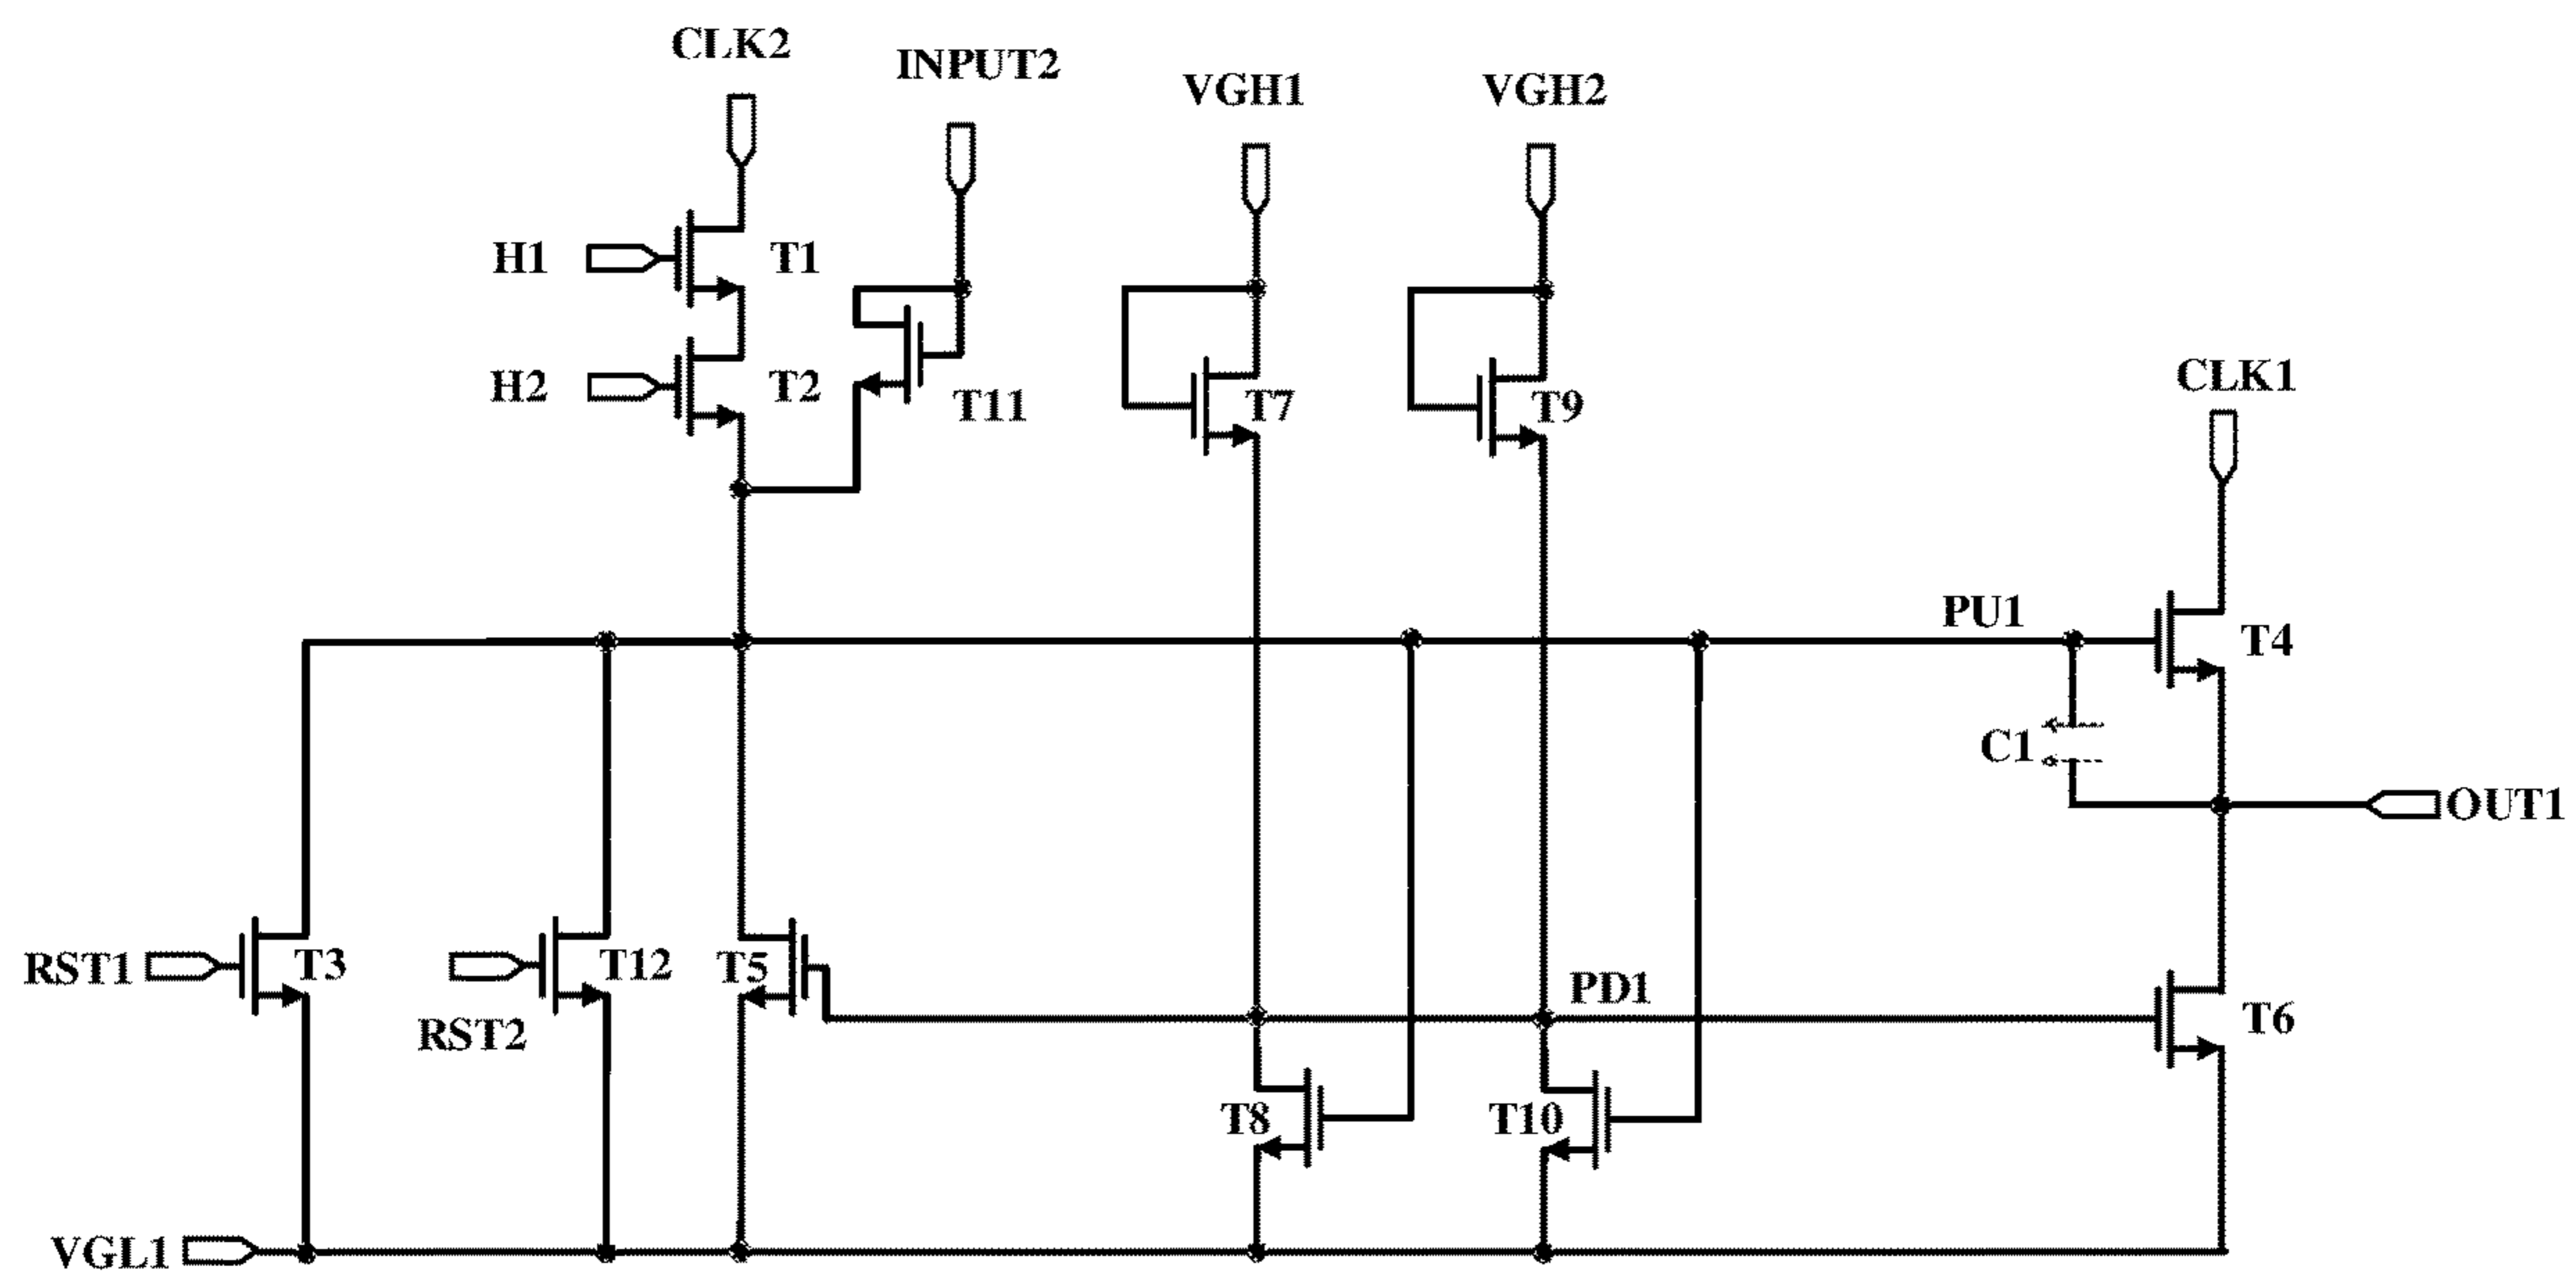 CLK2
INPUT2
VGH1
VGH2
H1
T1
H2
T2
T11
T7
T9
CLK1
PU1
T4
C1
OUT1
RST1
T3
T12
T5
RST2
PD1
T6
T8
T10
VGL1